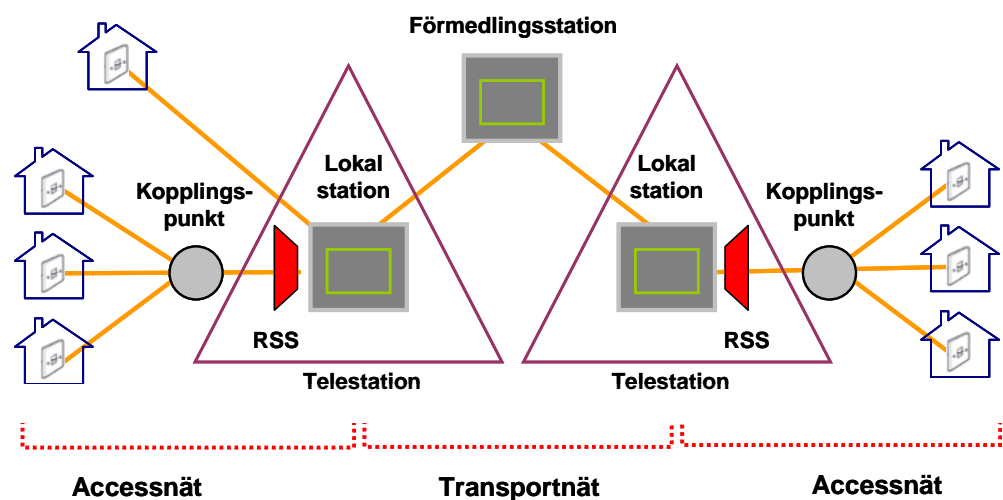 Förmedlingsstation
Lokal
station
Lokal
station
Kopplings-
punkt
Kopplings-
punkt
RSS
RSS
Telestation
Telestation
Accessnät
Transportnät
Accessnät